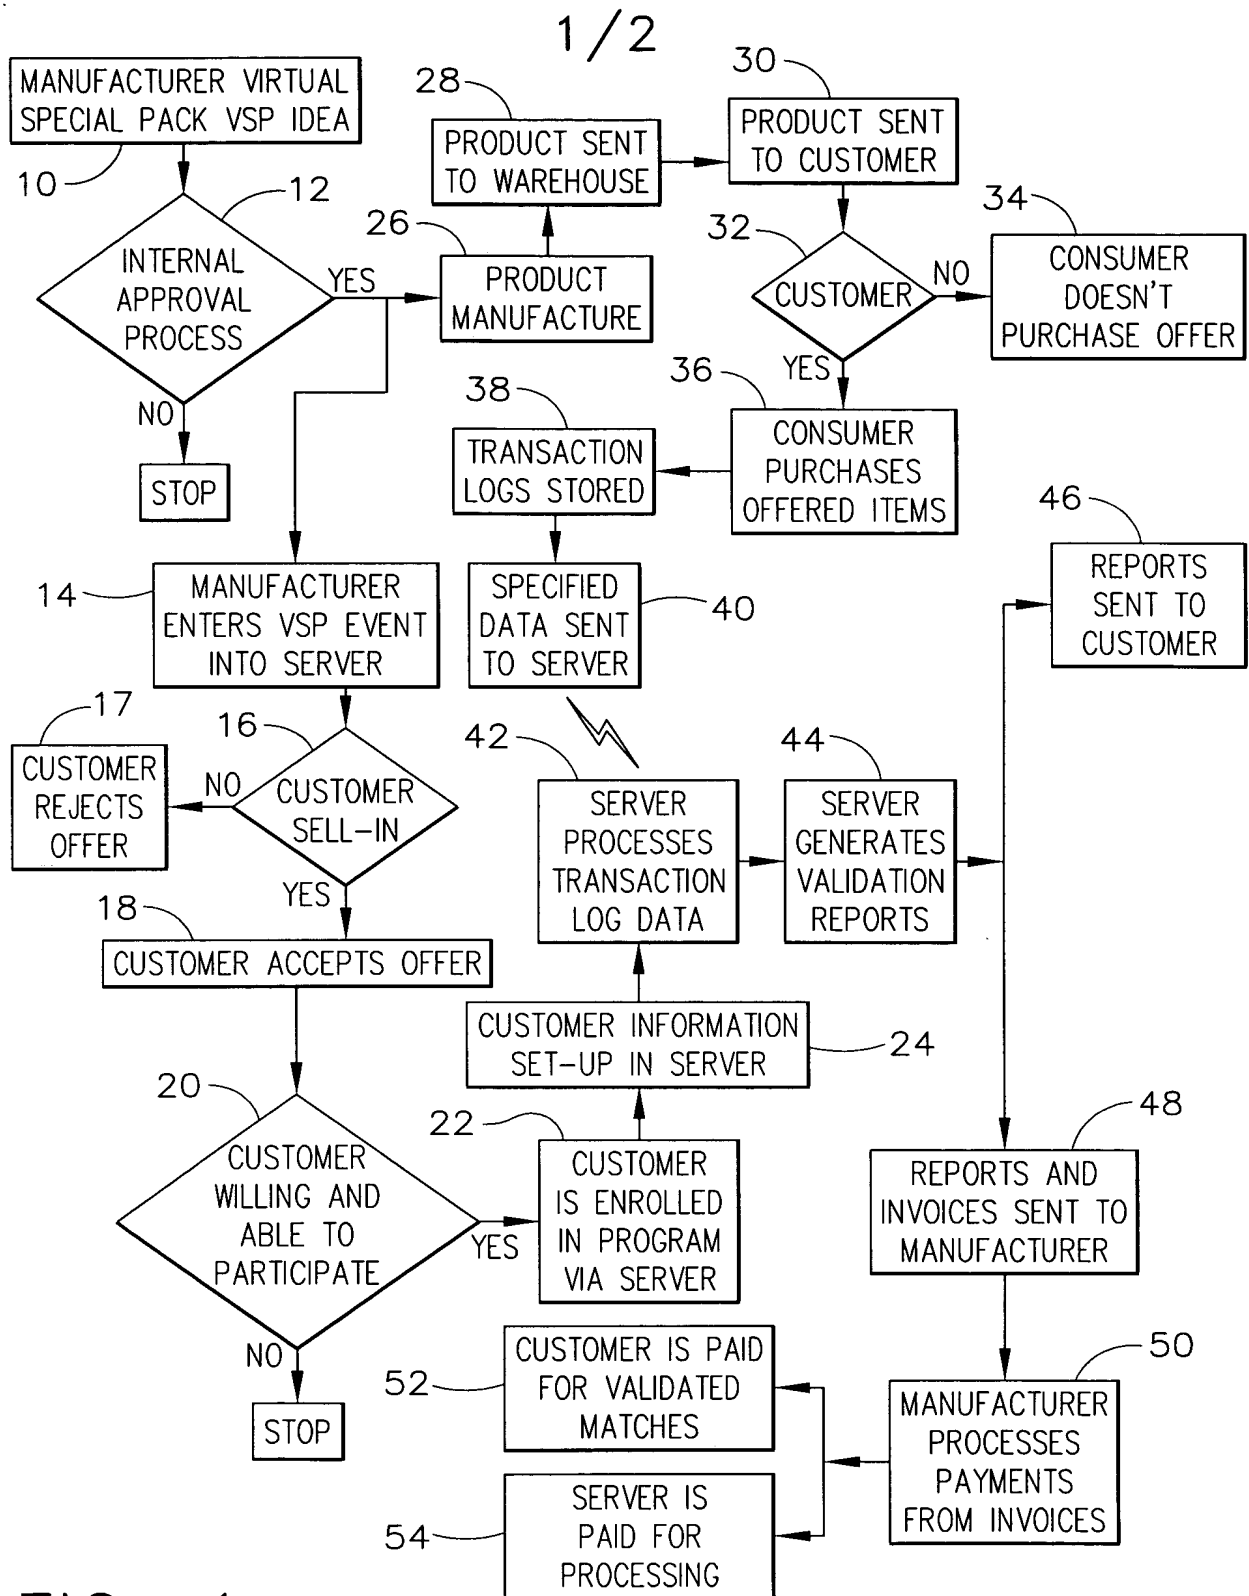 1/2
MANUFACTURER VIRTUAL
SPECIAL PACK VSP IDEA
10
12
INTERNAL
APPROVAL
PROCESS
YES
NO
STOP
26
PRODUCT
MANUFACTURE
28
PRODUCT SENT
TO WAREHOUSE
30
PRODUCT SENT
TO CUSTOMER
32
CUSTOMER
NO
34
CONSUMER
DOESN'T
PURCHASE OFFER
YES
36
CONSUMER
PURCHASES
OFFERED ITEMS
38
TRANSACTION
LOGS STORED
SPECIFIED
DATA SENT
TO SERVER
40
14
MANUFACTURER
ENTERS VSP EVENT
INTO SERVER
16
CUSTOMER
SELL-IN
NO
17
CUSTOMER
REJECTS
OFFER
YES
18
CUSTOMER ACCEPTS OFFER
20
CUSTOMER
WILLING AND
ABLE TO
PARTICIPATE
YES
NO
STOP
22
CUSTOMER
IS ENROLLED
IN PROGRAM
VIA SERVER
CUSTOMER INFORMATION
SET-UP IN SERVER
24
42
SERVER
PROCESSES
TRANSACTION
LOG DATA
44
SERVER
GENERATES
VALIDATION
REPORTS
46
REPORTS
SENT TO
CUSTOMER
48
REPORTS AND
INVOICES SENT TO
MANUFACTURER
50
MANUFACTURER
PROCESSES
PAYMENTS
FROM INVOICES
52
CUSTOMER IS PAID
FOR VALIDATED
MATCHES
54
SERVER IS
PAID FOR
PROCESSING